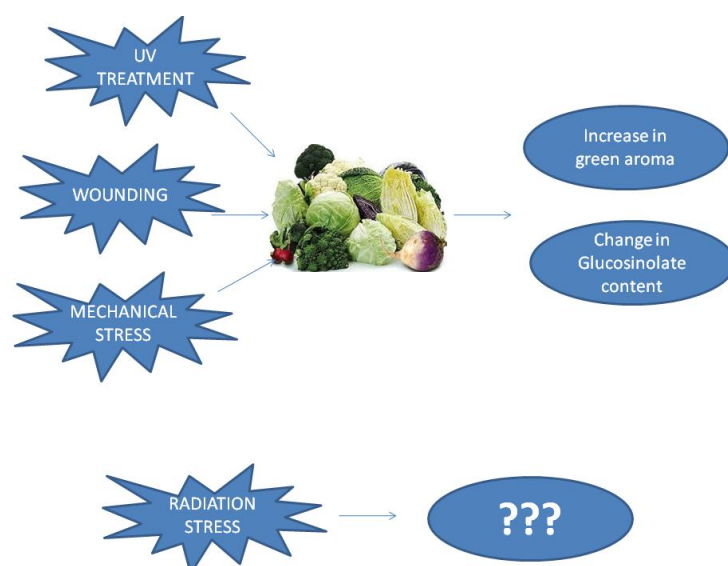 UV
TREATMENT
WOUNDING
MECHANICAL
STRESS
Increase in
green aroma
Change in
Glucosinolate
content
RADIATION
STRESS
???